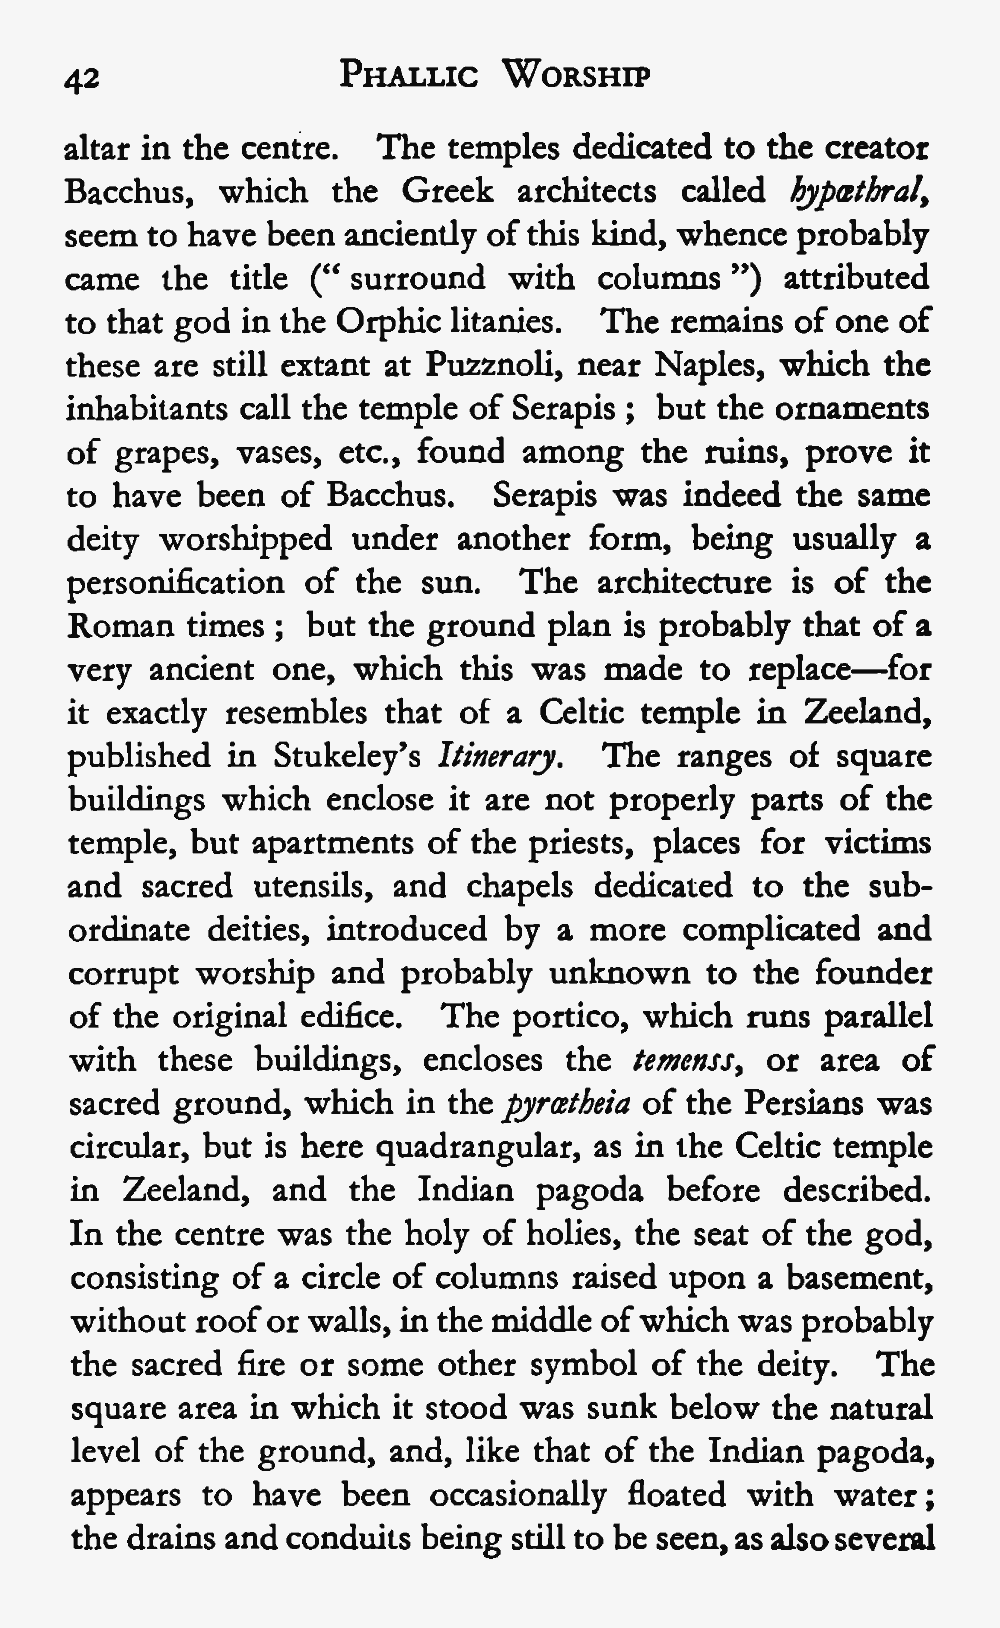 42 PHALLIC WORSHIP
altar in the centre. The temples dedicated to the creator
Bacchus, which the Greek architects called hypæthral,
seem to have been anciently of this kind, whence probably
came the title (“ surround with columns ”) attributed
to that god in the Orphic litanies. The remains of one of
these are still extant at Puzznoli, near Naples, which the
inhabitants call the temple of Serapis ; but the ornaments
of grapes, vases, etc., found among the ruins, prove it
to have been of Bacchus. Serapis was indeed the same
deity worshipped under another form, being usually a
personification of the sun. The architecture is of the
Roman times ; but the ground plan is probably that of a
very ancient one, which this was made to replace—for
it exactly resembles that of a Celtic temple in Zeeland,
published in Stukeley’s Itinerary. The ranges of square
buildings which enclose it are not properly parts of the
temple, but apartments of the priests, places for victims
and sacred utensils, and chapels dedicated to the sub-
ordinate deities, introduced by a more complicated and
corrupt worship and probably unknown to the founder
of the original edifice. The portico, which runs parallel
with these buildings, encloses the temenss, or area of
sacred ground, which in the pyrætheia of the Persians was
circular, but is here quadrangular, as in the Celtic temple
in Zeeland, and the Indian pagoda before described.
In the centre was the holy of holies, the seat of the god,
consisting of a circle of columns raised upon a basement,
without roof or walls, in the middle of which was probably
the sacred fire or some other symbol of the deity. The
square area in which it stood was sunk below the natural
level of the ground, and, like that of the Indian pagoda,
appears to have been occasionally floated with water ;
the drains and conduits being still to be seen, as also several